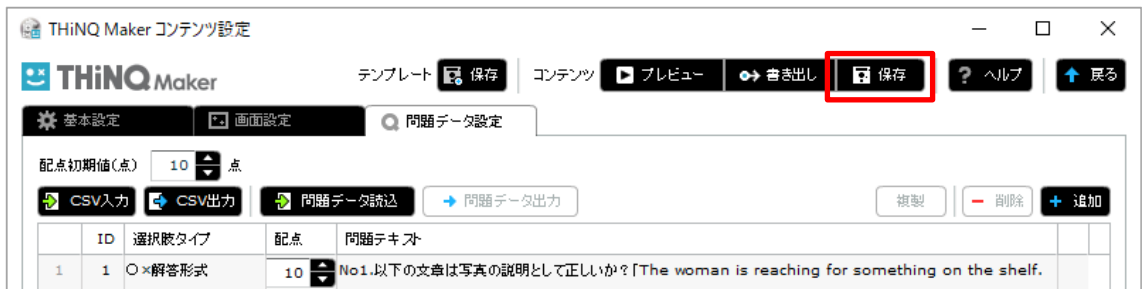 THiNQ Maker コンテンツ設定
THiNQ Maker テンプレート 保存 コンテンツ プレビュー 書き出し 保存 ? ヘルプ 戻る
基本設定 画面設定 問題データ設定
配点初期値(点) 10 点
CSV入力 CSV出力 問題データ読込 問題データ出力 複製 削除 追加
ID 選択肢タイプ 配点 問題テキスト
1 1 ○×解答形式 10 No1.以下の文章は写真の説明として正しいか？「The woman is reaching for something on the shelf.